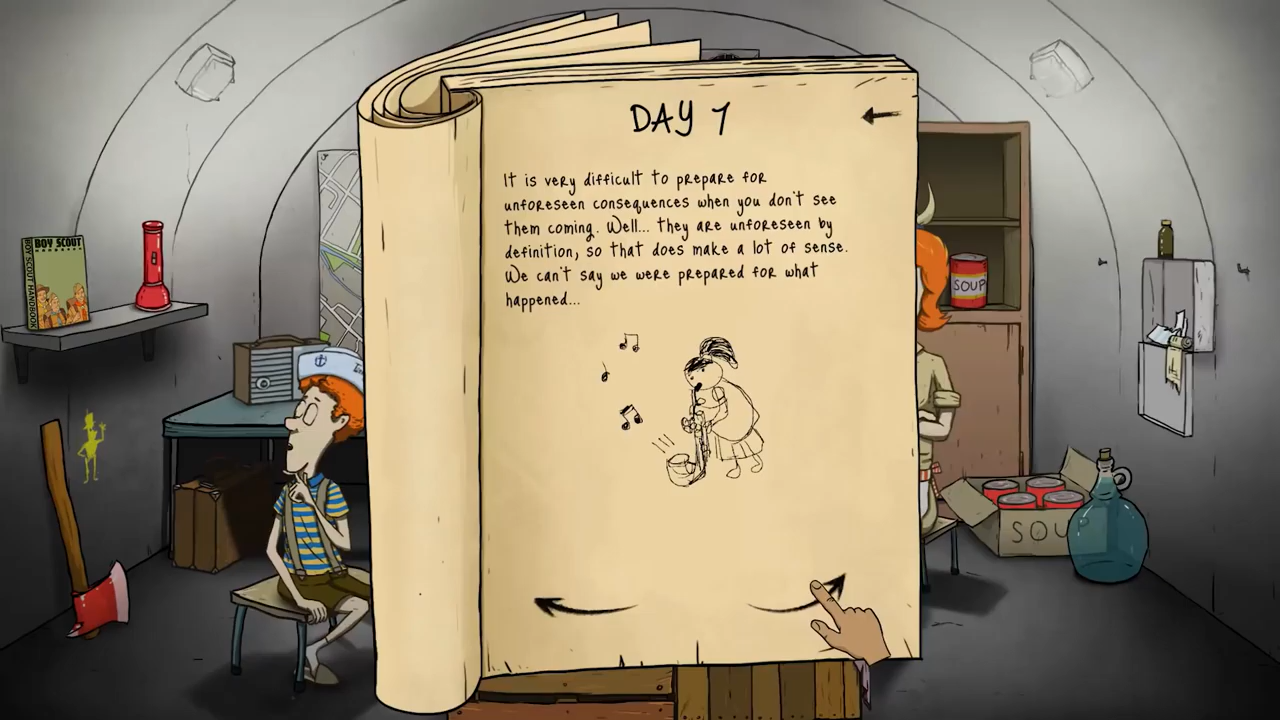 DAY 1
It is very difficult to prepare for
unforeseen consequences when you don't see
them coming. Well... they are unforeseen by
definition, so that does make a lot of sense.
We can't say we were prepared for what
happened...
BOY SCOUT
BOY SCOUT HANDBOOK
SOUP
SOU